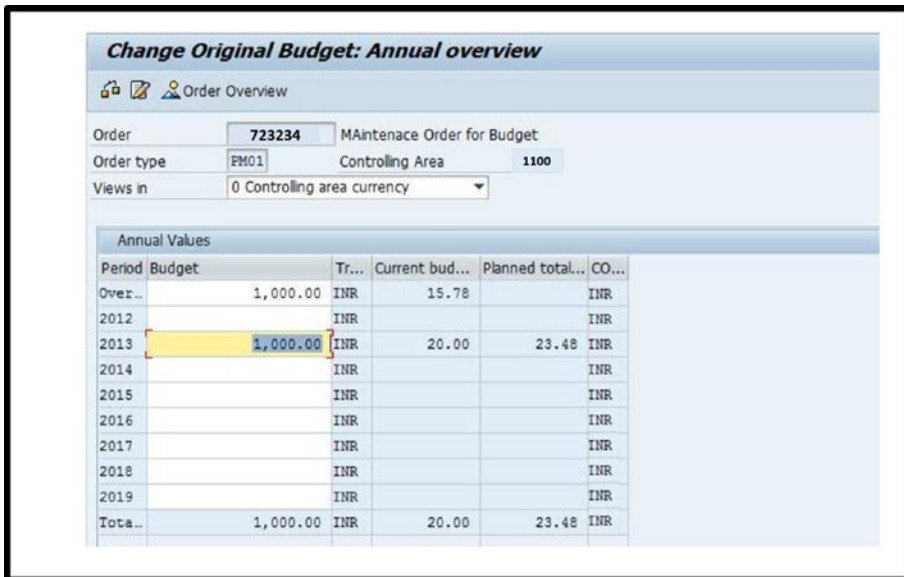 Change Original Budget: Annual overview
Order Overview
Order 723234 MAintenace Order for Budget
Order type PM01 Controlling Area 1100
Views in 0 Controlling area currency
Annual Values
Period Budget Tr... Current bud... Planned total... CO...
Over... 1,000.00 INR 15.78 INR
2012 INR INR
2013 1,000.00 INR 20.00 23.48 INR
2014 INR INR
2015 INR INR
2016 INR INR
2017 INR INR
2018 INR INR
2019 INR INR
Tota... 1,000.00 INR 20.00 23.48 INR